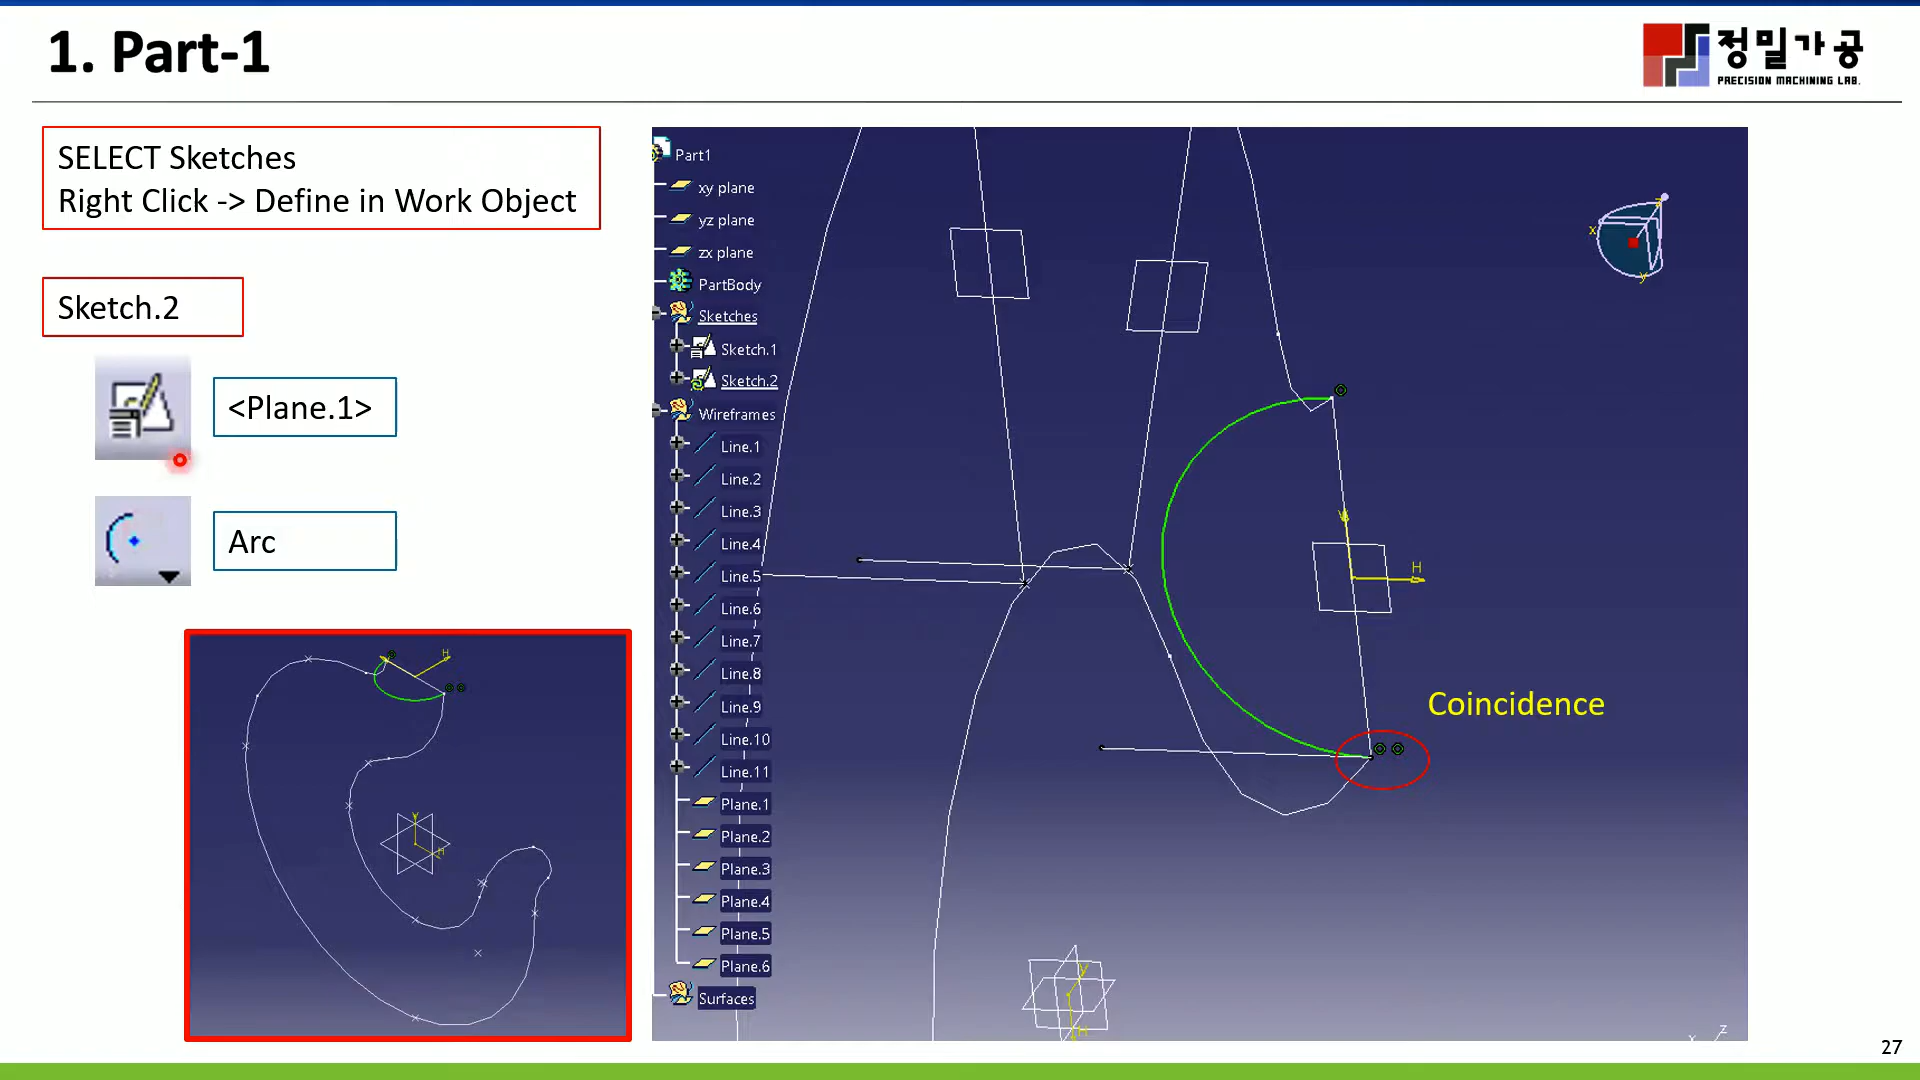 1. Part-1
정밀가공
PRECISION MACHINING LAB.
SELECT Sketches
Right Click -> Define in Work Object
Sketch.2
<Plane.1>
Arc
H
Y
H
Part1
xy plane
yz plane
zx plane
PartBody
Sketches
Sketch.1
Sketch.2
Wireframes
Line.1
Line.2
Line.3
Line.4
Line.5
Line.6
Line.7
Line.8
Line.9
Line.10
Line.11
Plane.1
Plane.2
Plane.3
Plane.4
Plane.5
Plane.6
Surfaces
z
x
y
V
H
Coincidence
y
H
x
z
27